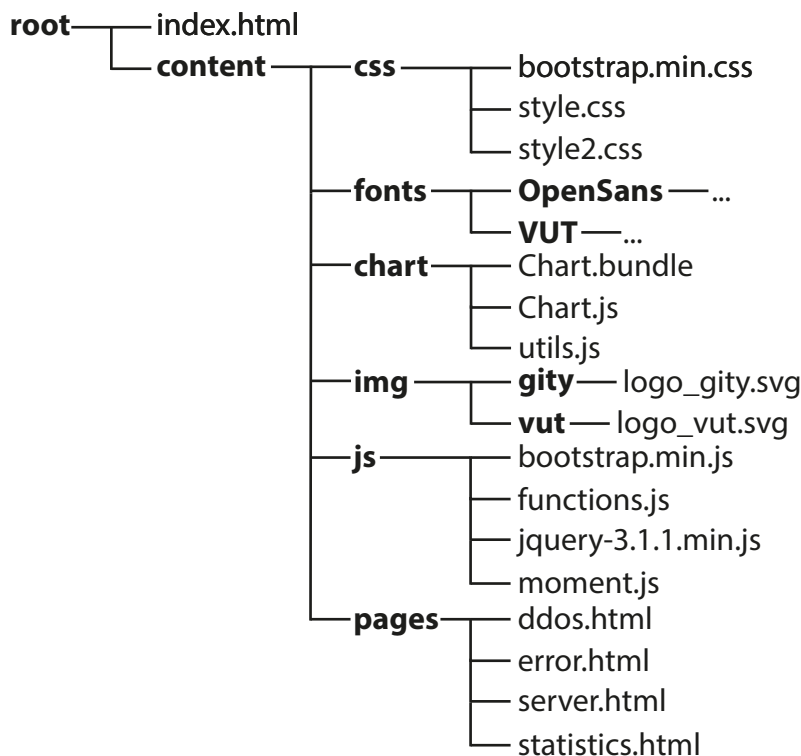 root index.html
content css bootstrap.min.css
style.css
style2.css
fonts OpenSans ...
VUT ...
chart Chart.bundle
Chart.js
utils.js
img gity logo_gity.svg
vut logo_vut.svg
js bootstrap.min.js
functions.js
jquery-3.1.1.min.js
moment.js
pages ddos.html
error.html
server.html
statistics.html